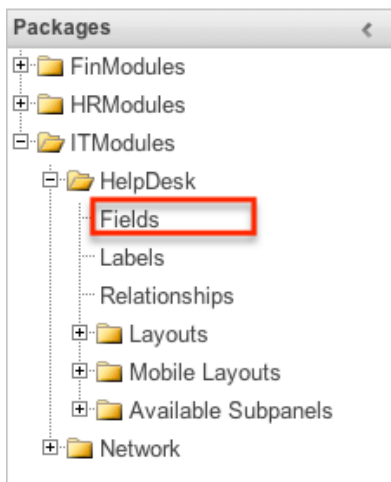 Packages
FinModules
HRModules
ITModules
HelpDesk
Fields
Labels
Relationships
Layouts
Mobile Layouts
Available Subpanels
Network